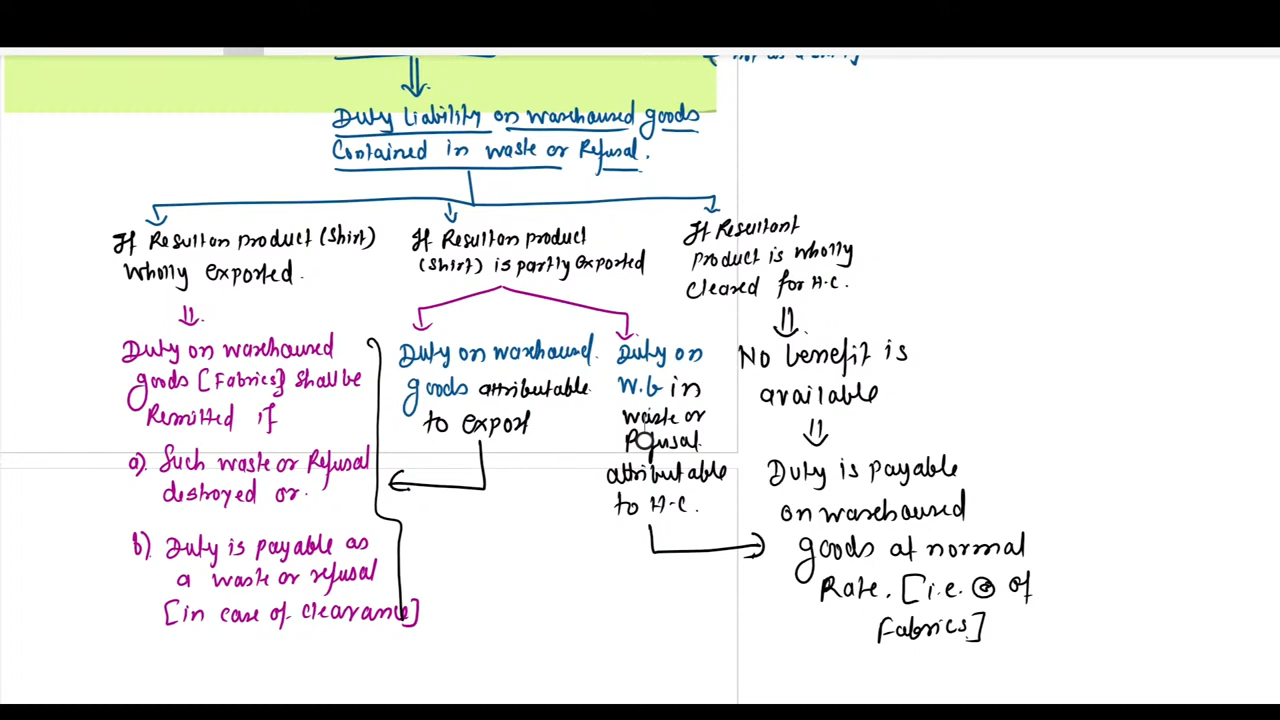 Duty Liability on warehoused goods
Contained in waste or Refusal.
If Resultan product (Shirt)
Wholly exported.
Duty on warehoused
goods [Fabrics] Shall be
Remitted if
a). Such waste or Refusal
destroyed or.
b). Duty is payable as
a waste or refusal
[in case of clearance]
If Resultan product
(Shirt) is partly exported
Duty on warehoused.
goods attributable
to export
Duty on
W.G in
waste or
Refusal
attributable
to H.C.
If Resultant
Product is wholly
Cleared for H.C.
No benefit is
available
Duty is payable
on warehoused
goods at normal
Rate. [i.e. @ of
Fabrics]